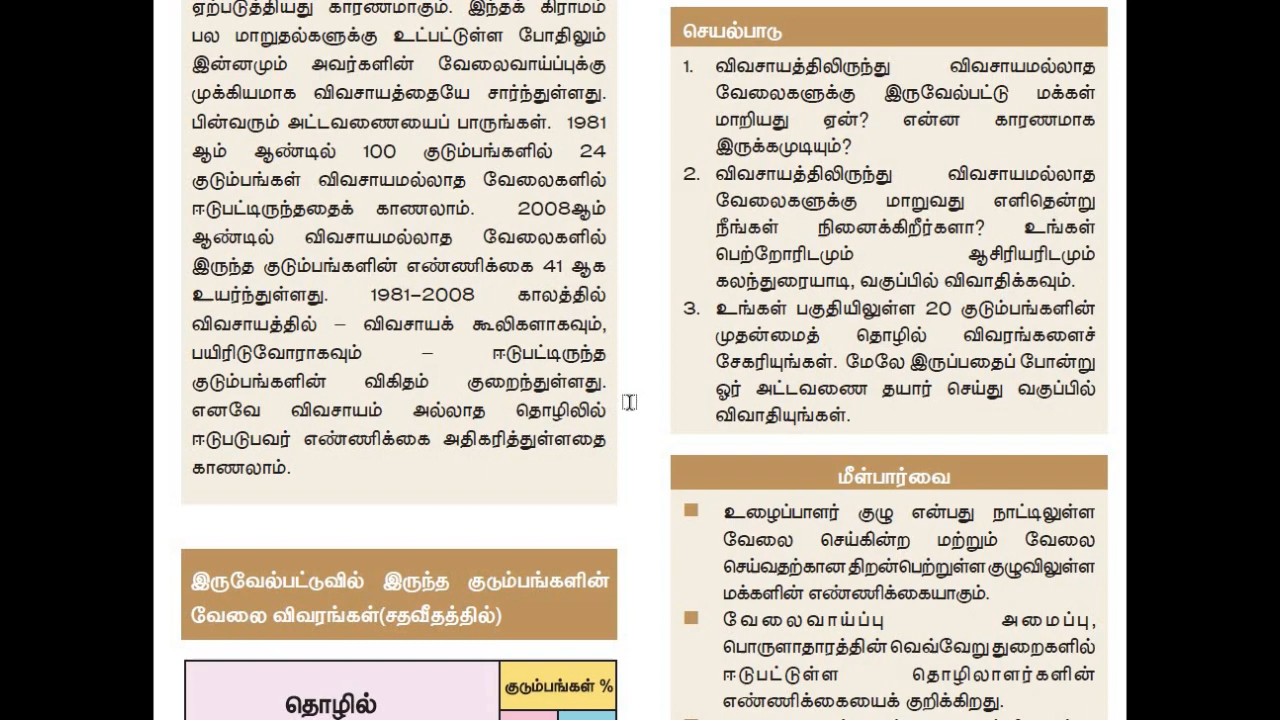 ஏற்படுத்தியது காரணமாகும். இந்தக் கிராமம்
பல மாறுதல்களுக்கு உட்பட்டுள்ள போதிலும்
இன்னமும் அவர்களின் வேலைவாய்ப்புக்கு
முக்கியமாக விவசாயத்தையே சார்ந்துள்ளது.
பின்வரும் அட்டவணையைப் பாருங்கள். 1981
ஆம் ஆண்டில் 100 குடும்பங்களில் 24
குடும்பங்கள் விவசாயமல்லாத வேலைகளில்
ஈடுபட்டிருந்ததைக் காணலாம். 2008ஆம்
ஆண்டில் விவசாயமல்லாத வேலைகளில்
இருந்த குடும்பங்களின் எண்ணிக்கை 41 ஆக
உயர்ந்துள்ளது. 1981–2008 காலத்தில்
விவசாயத்தில் – விவசாயக் கூலிகளாகவும்,
பயிரிடுவோராகவும் – ஈடுபட்டிருந்த
குடும்பங்களின் விகிதம் குறைந்துள்ளது.
எனவே விவசாயம் அல்லாத தொழிலில்
ஈடுபடுபவர் எண்ணிக்கை அதிகரித்துள்ளதை
காணலாம்.
இருவேல்பட்டுவில் இருந்த குடும்பங்களின்
வேலை விவரங்கள்(சதவீதத்தில்)
தொழில்
குடும்பங்கள் %
செயல்பாடு
1. விவசாயத்திலிருந்து விவசாயமல்லாத
வேலைகளுக்கு இருவேல்பட்டு மக்கள்
மாறியது ஏன்? என்ன காரணமாக
இருக்கமுடியும்?
2. விவசாயத்திலிருந்து விவசாயமல்லாத
வேலைகளுக்கு மாறுவது எளிதென்று
நீங்கள் நினைக்கிறீர்களா? உங்கள்
பெற்றோரிடமும் ஆசிரியரிடமும்
கலந்துரையாடி, வகுப்பில் விவாதிக்கவும்.
3. உங்கள் பகுதியிலுள்ள 20 குடும்பங்களின்
முதன்மைத் தொழில் விவரங்களைச்
சேகரியுங்கள். மேலே இருப்பதைப் போன்று
ஓர் அட்டவணை தயார் செய்து வகுப்பில்
விவாதியுங்கள்.
மீள்பார்வை
உழைப்பாளர் குழு என்பது நாட்டிலுள்ள
வேலை செய்கின்ற மற்றும் வேலை
செய்வதற்கான திறன்பெற்றுள்ள குழுவிலுள்ள
மக்களின் எண்ணிக்கையாகும்.
வேலைவாய்ப்பு அமைப்பு,
பொருளாதாரத்தின் வெவ்வேறு துறைகளில்
ஈடுபட்டுள்ள தொழிலாளர்களின்
எண்ணிக்கையைக் குறிக்கிறது.